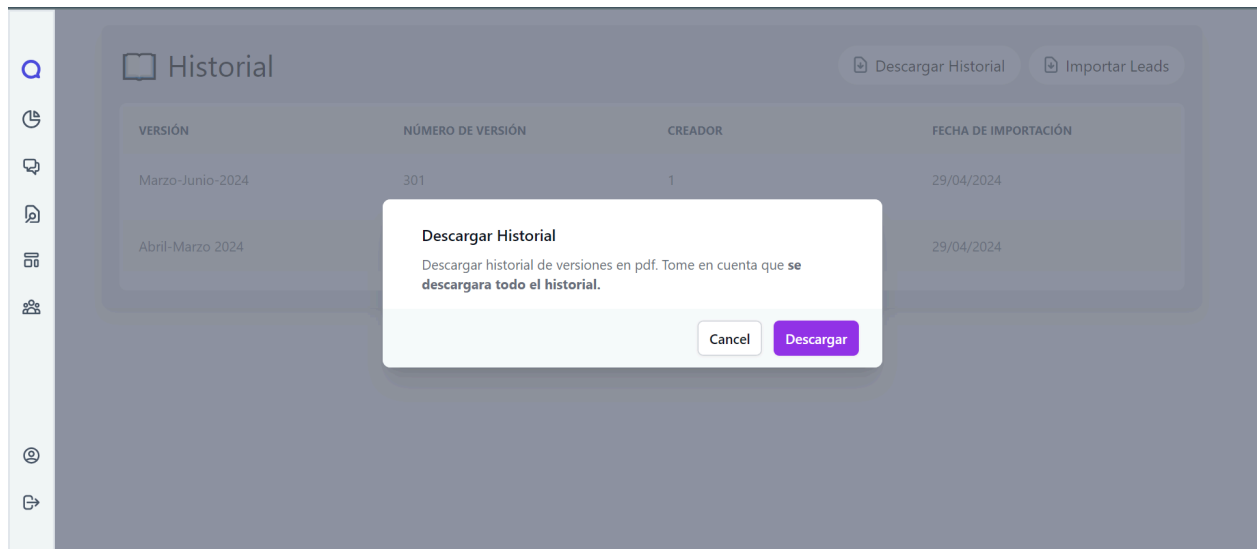 Historial
Descargar Historial
Importar Leads
VERSIÓN NÚMERO DE VERSIÓN CREADOR FECHA DE IMPORTACIÓN
Marzo-Junio-2024 301 1 29/04/2024
Abril-Marzo 2024 29/04/2024
Descargar Historial
Descargar historial de versiones en pdf. Tome en cuenta que se
descargara todo el historial.
Cancel Descargar